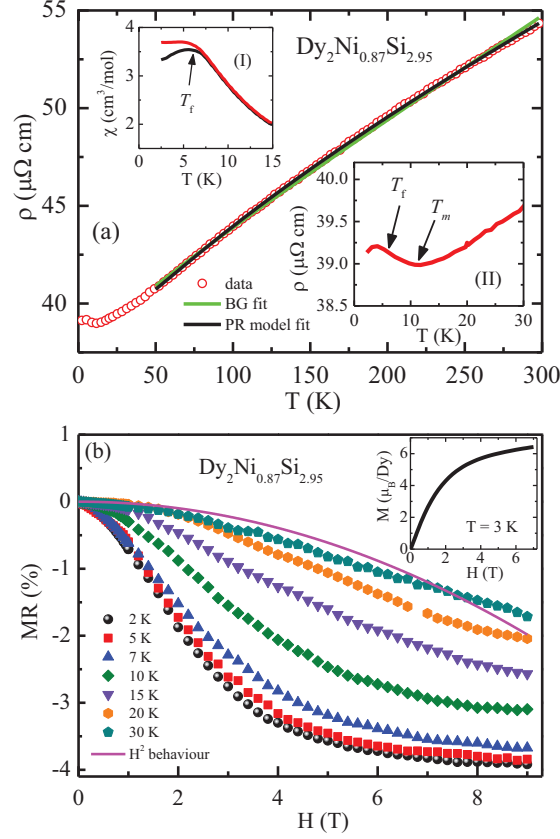 Dy₂Ni₀.₈₇Si₂.₉₅
(a)
ρ (μΩ cm)
55
50
45
40
0 50 100 150 200 250 300
T (K)
data
BG fit
PR model fit
(I)
χ (cm³/mol)
4
3
2
T_f
0 5 10 15
T (K)
(II)
ρ (μΩ cm)
40.0
39.5
39.0
38.5
T_f
T_m
0 10 20 30
T (K)
(b)
Dy₂Ni₀.₈₇Si₂.₉₅
MR (%)
1
0
-1
-2
-3
-4
0 2 4 6 8
H (T)
2 K
5 K
7 K
10 K
15 K
20 K
30 K
H² behaviour
M (μ_B/Dy)
6
4
2
0
T = 3 K
0 2 4 6
H (T)